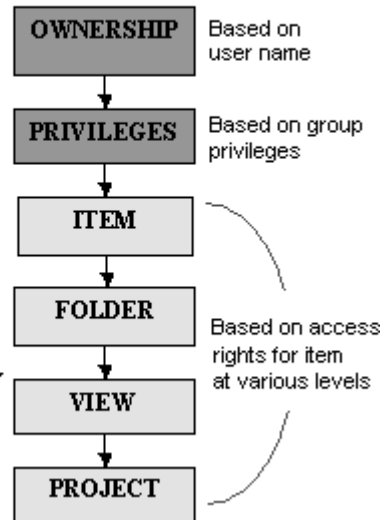 OWNERSHIP
Based on
user name
PRIVILEGES
Based on group
privileges
ITEM
FOLDER
Based on access
rights for item
at various levels
VIEW
PROJECT